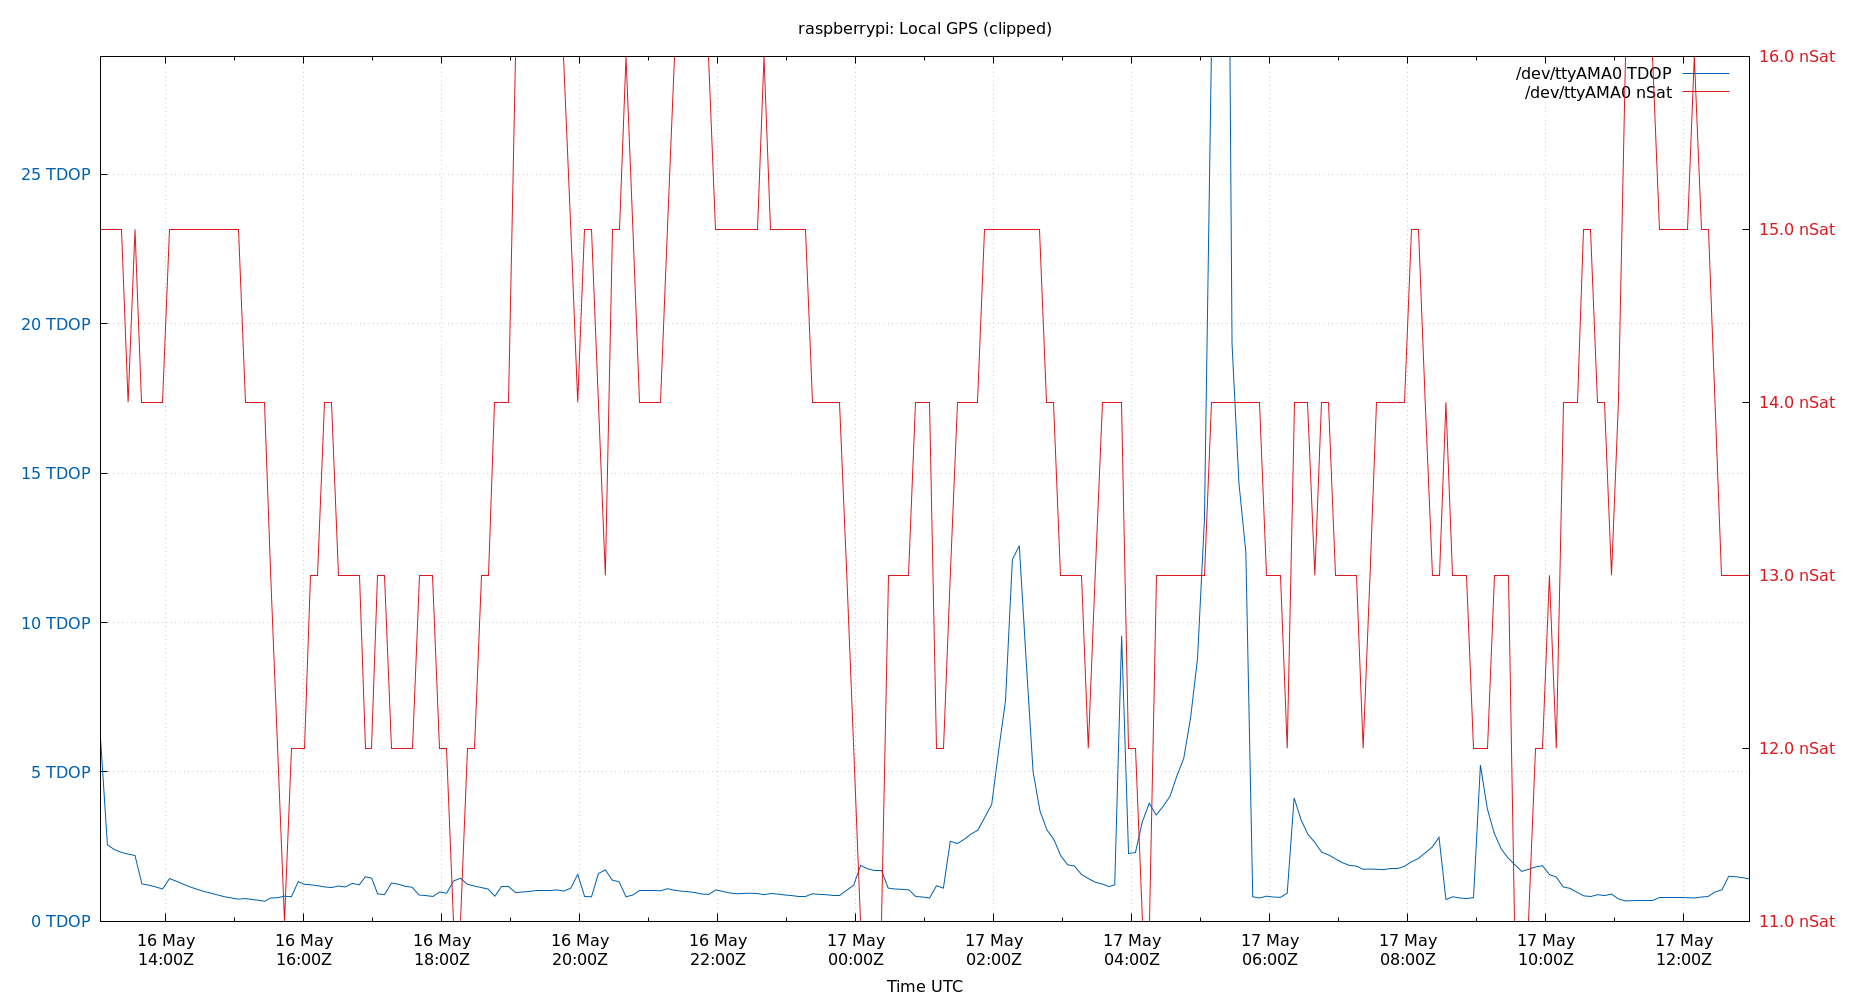 raspberrypi: Local GPS (clipped)
/dev/ttyAMA0 TDOP
/dev/ttyAMA0 nSat
25 TDOP
20 TDOP
15 TDOP
10 TDOP
5 TDOP
0 TDOP
16.0 nSat
15.0 nSat
14.0 nSat
13.0 nSat
12.0 nSat
11.0 nSat
16 May
14:00Z
16 May
16:00Z
16 May
18:00Z
16 May
20:00Z
16 May
22:00Z
17 May
00:00Z
17 May
02:00Z
17 May
04:00Z
17 May
06:00Z
17 May
08:00Z
17 May
10:00Z
17 May
12:00Z
Time UTC